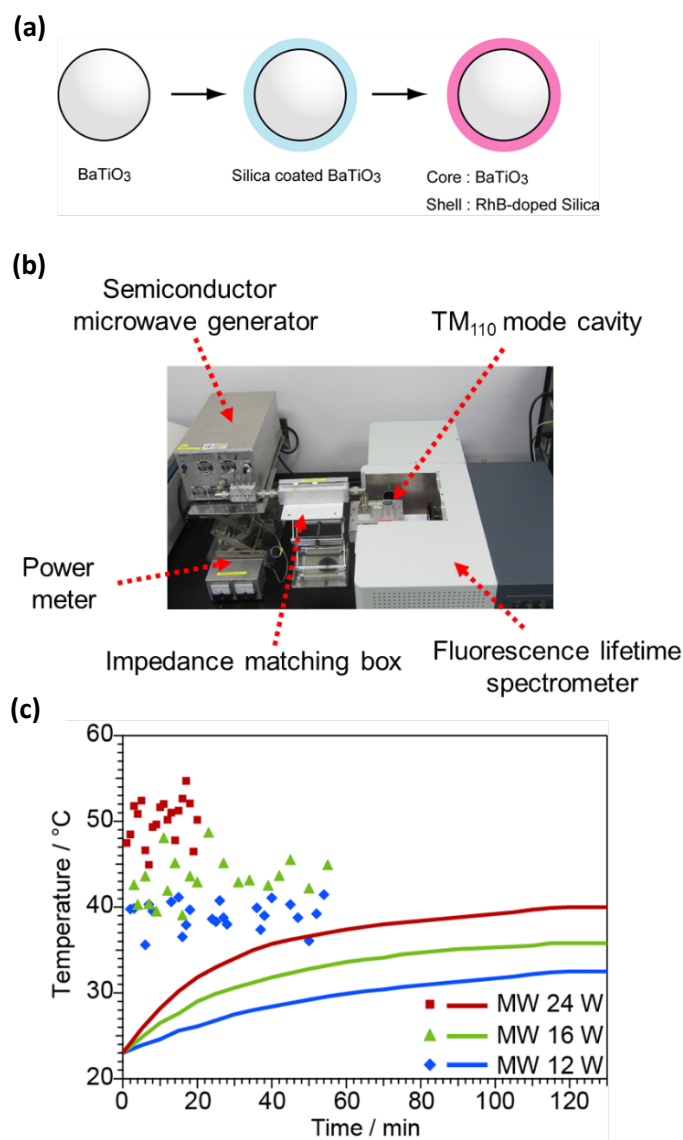 (a)
BaTiO3
Silica coated BaTiO3
Core : BaTiO3
Shell : RhB-doped Silica
(b)
Semiconductor
microwave generator
TM110 mode cavity
Power
meter
Impedance matching box
Fluorescence lifetime
spectrometer
(c)
60
50
40
30
20
Temperature / °C
MW 24 W
MW 16 W
MW 12 W
0 20 40 60 80 100 120
Time / min